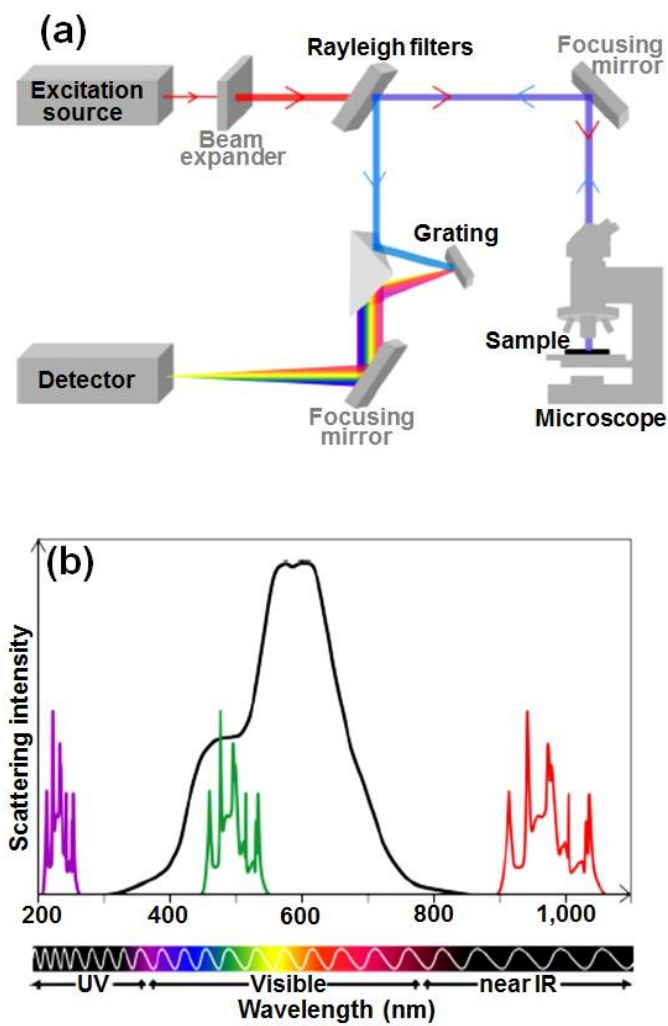 (a)
Rayleigh filters
Focusing
mirror
Excitation
source
Beam
expander
Grating
Sample
Detector
Focusing
mirror
Microscope
(b)
Scattering intensity
200 400 600 800 1,000
UV Visible near IR
Wavelength (nm)